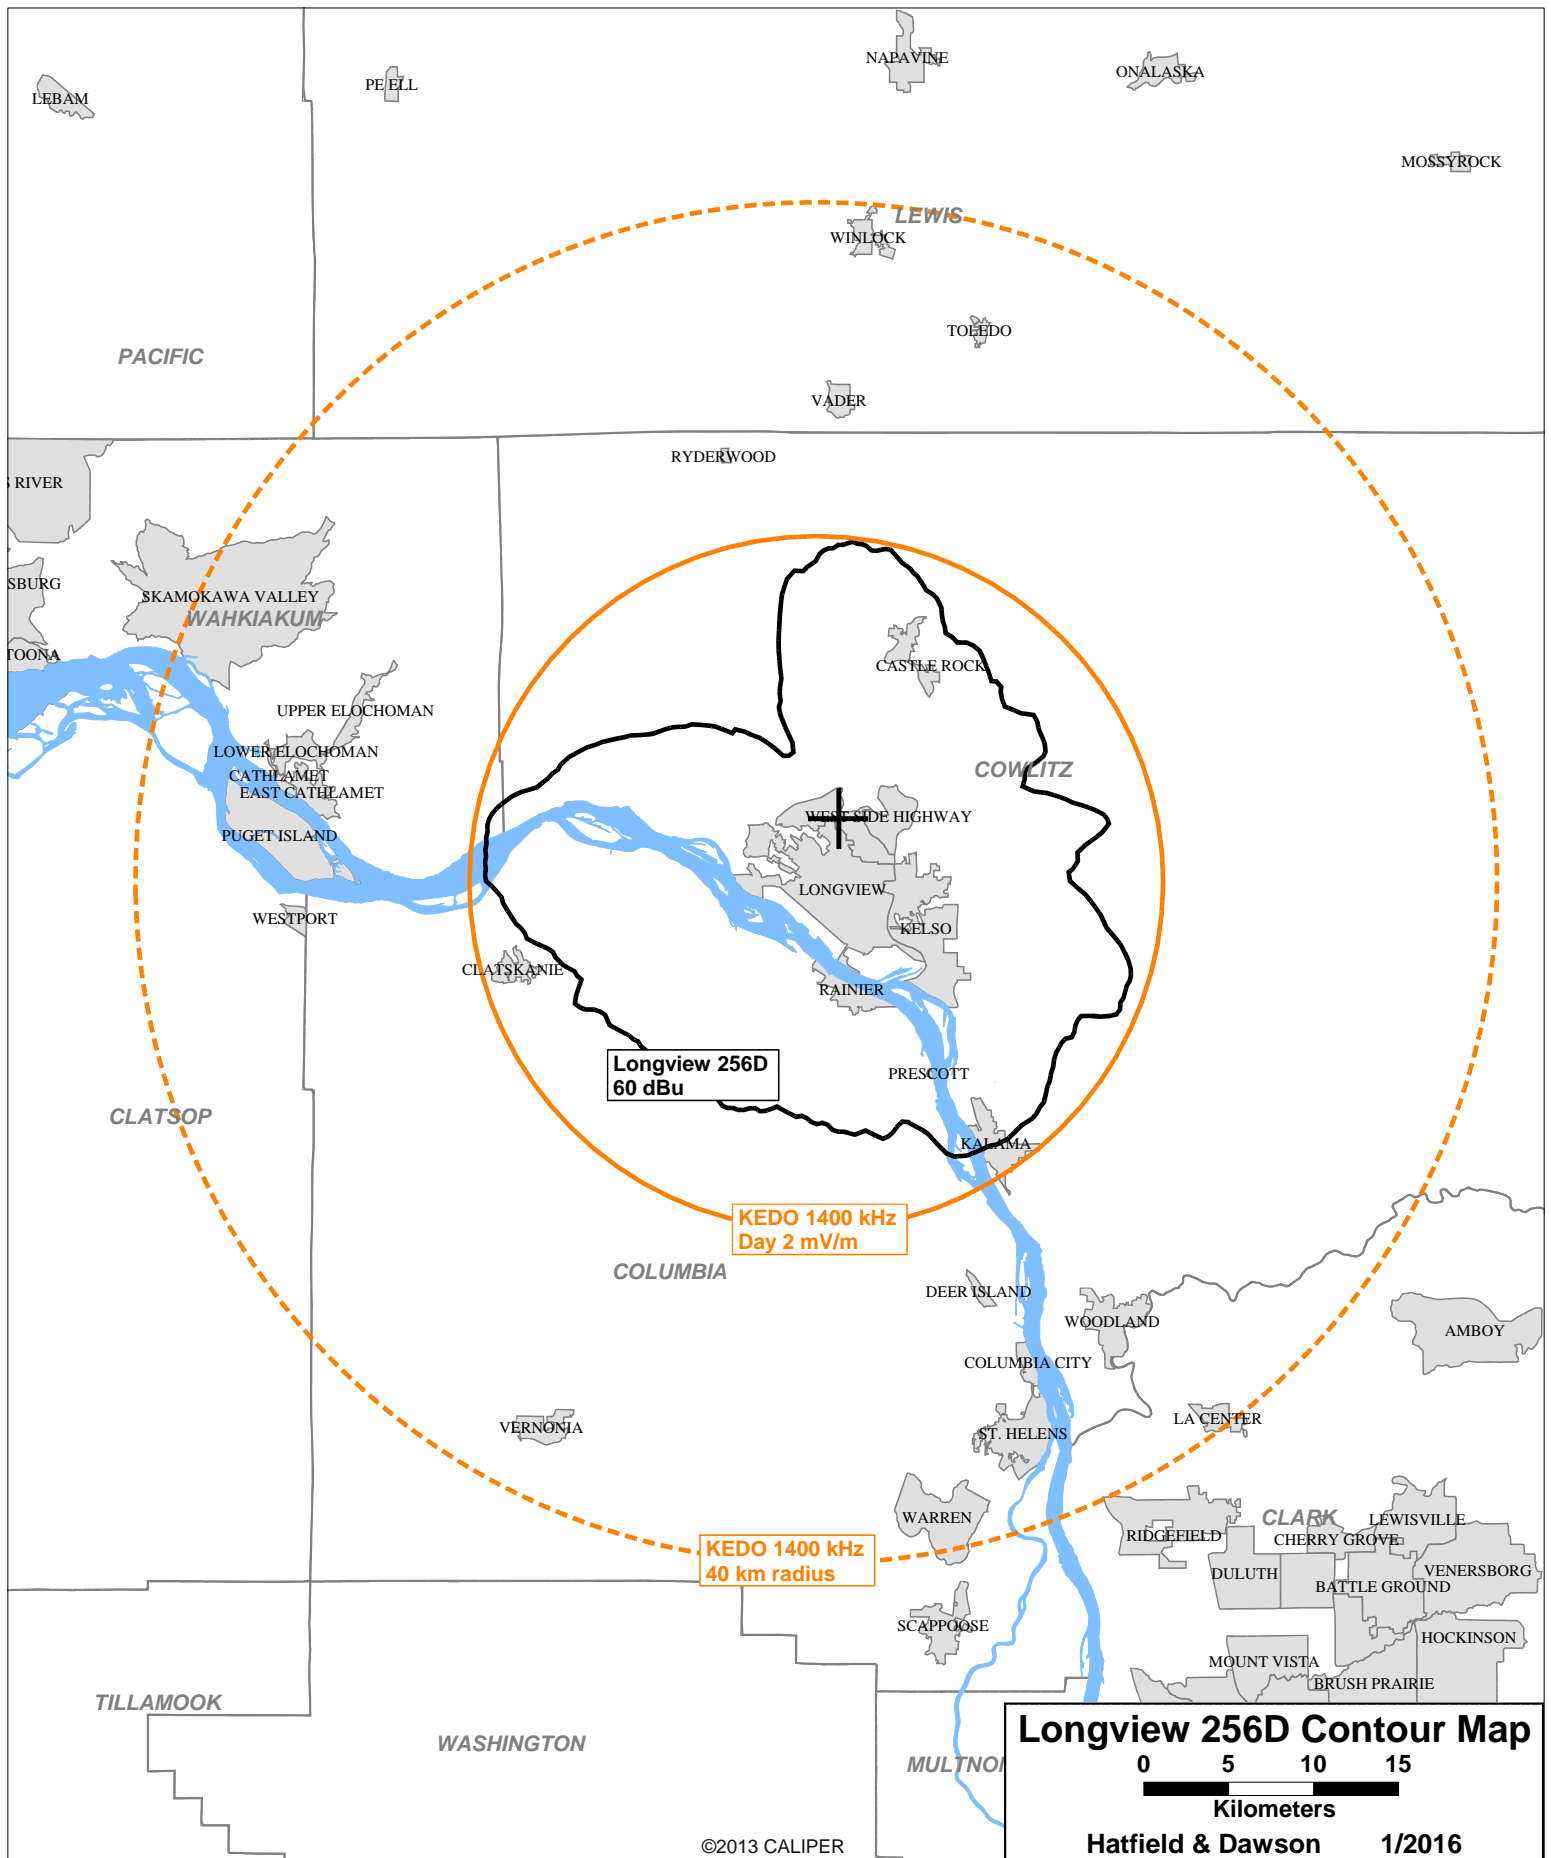 NAPAVINE
ONALASKA
PE ELL
LEBAM
MOSSYROCK
LEWIS
WINLOCK
TOLEDO
PACIFIC
VADER
RYDERWOOD
S RIVER
SBURG
SKAMOKAWA VALLEY
WAHKIAKUM
TOONA
CASTLE ROCK
UPPER ELOCHOMAN
LOWER ELOCHOMAN
COWLITZ
CATHLAMET
EAST CATHLAMET
WEST SIDE HIGHWAY
PUGET ISLAND
LONGVIEW
WESTPORT
KELSO
CLATSKANIE
RAINIER
Longview 256D
60 dBu
PRESCOTT
CLATSOP
KALAMA
KEDO 1400 kHz
Day 2 mV/m
COLUMBIA
DEER ISLAND
WOODLAND
AMBOY
COLUMBIA CITY
LA CENTER
VERNONIA
ST. HELENS
WARREN
CLARK
LEWISVILLE
RIDGEFIELD
CHERRY GROVE
KEDO 1400 kHz
40 km radius
DULUTH
VENERSBORG
BATTLE GROUND
SCAPPOOSE
HOCKINSON
MOUNT VISTA
BRUSH PRAIRIE
TILLAMOOK
WASHINGTON
MULTNO
Longview 256D Contour Map
0 5 10 15
Kilometers
Hatfield & Dawson 1/2016
©2013 CALIPER